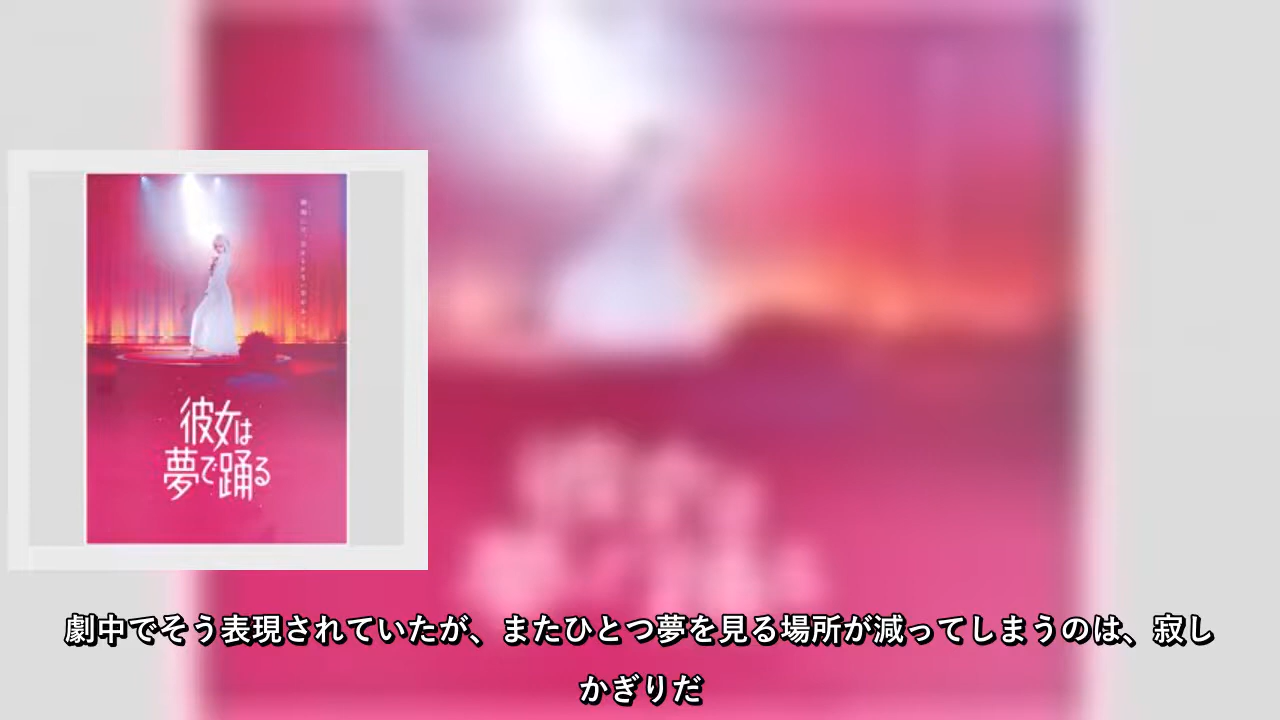 彼女は
夢で踊る
劇中でそう表現されていたが、またひとつ夢を見る場所が減ってしまうのは、寂し
かぎりだ